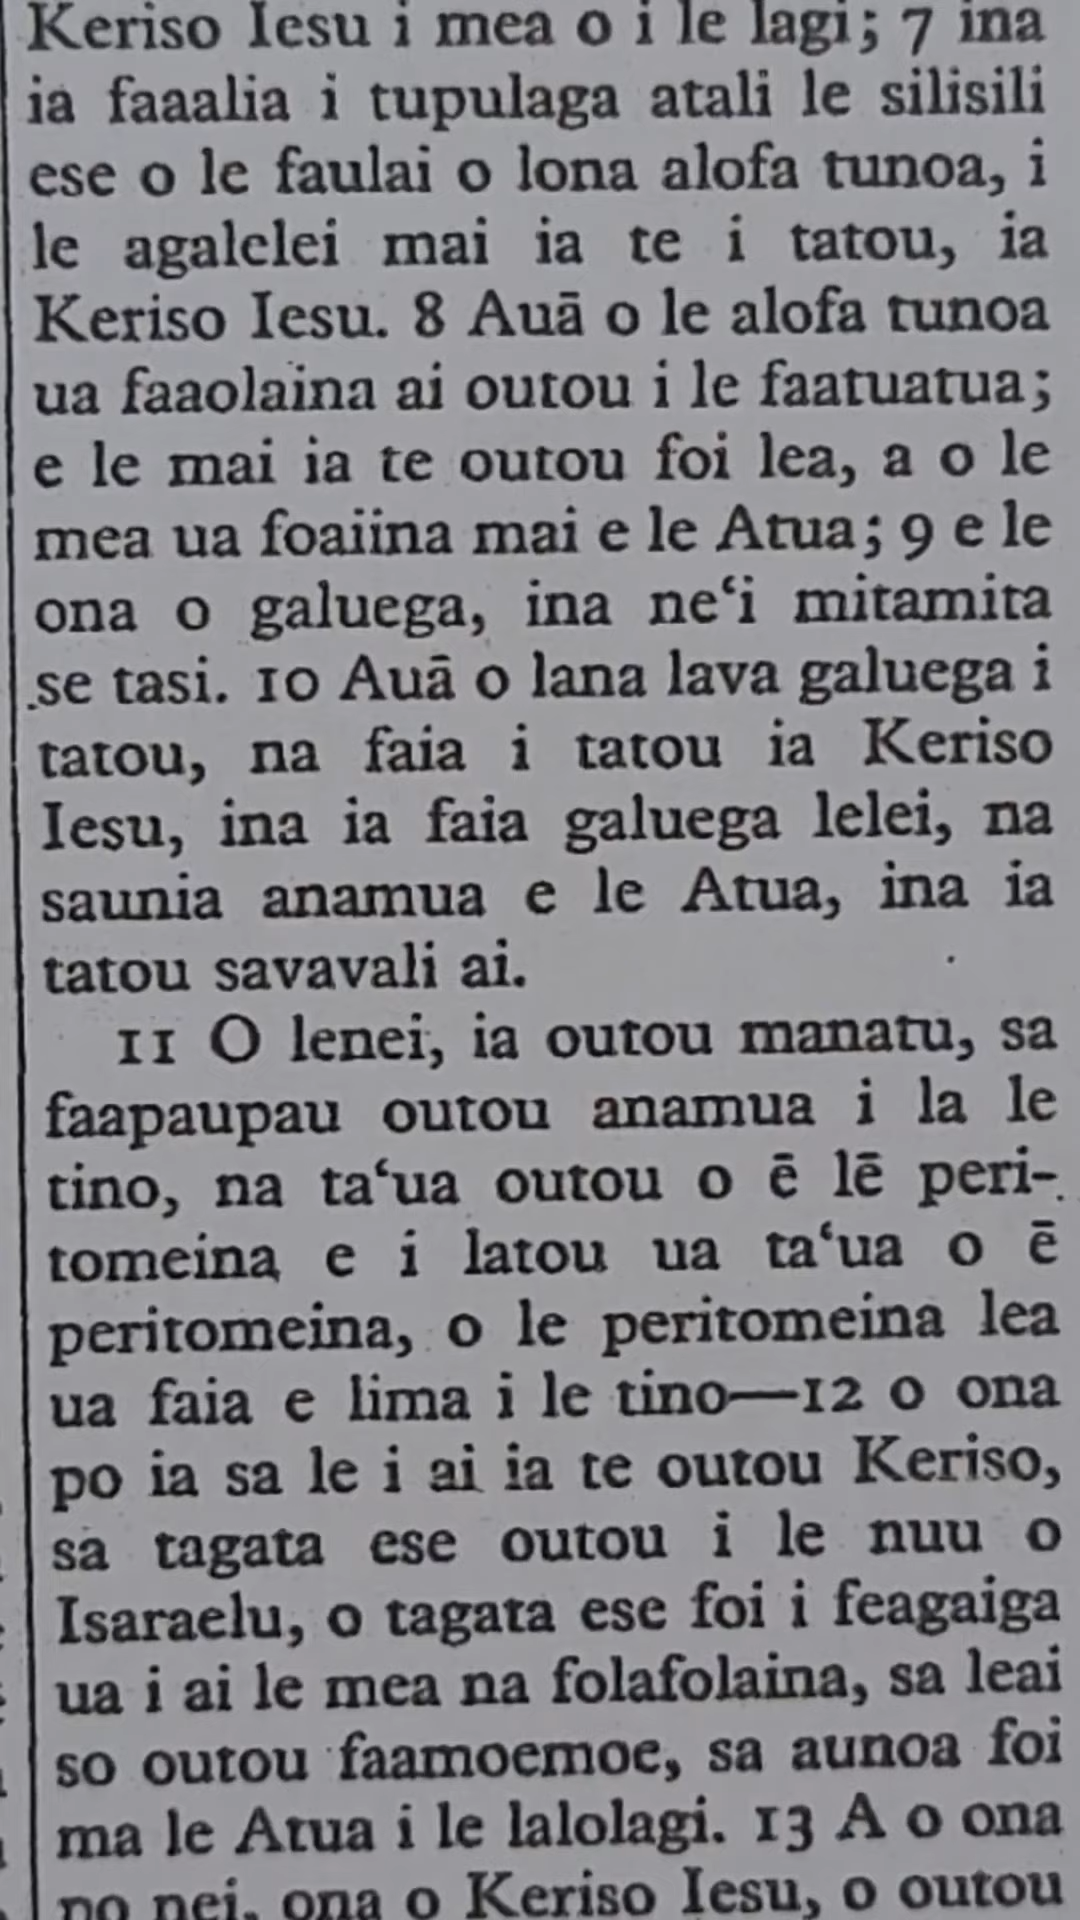 Keriso Iesu i mea o i le lagi; 7 ina
ia faaalia i tupulaga atali le silisili
ese o le faulai o lona alofa tunoa, i
le agalelei mai ia te i tatou, ia
Keriso Iesu. 8 Auā o le alofa tunoa
ua faaolaina ai outou i le faatuatua;
e le mai ia te outou foi lea, a o le
mea ua foaiina mai e le Atua; 9 e le
ona o galuega, ina ne‘i mitamita
se tasi. 10 Auā o lana lava galuega i
tatou, na faia i tatou ia Keriso
Iesu, ina ia faia galuega lelei, na
saunia anamua e le Atua, ina ia
tatou savavali ai.
11 O lenei, ia outou manatu, sa
faapaupau outou anamua i la le
tino, na ta‘ua outou o ē lē peri-
tomeina e i latou ua ta‘ua o ē
peritomeina, o le peritomeina lea
ua faia e lima i le tino—12 o ona
po ia sa le i ai ia te outou Keriso,
sa tagata ese outou i le nuu o
Isaraelu, o tagata ese foi i feagaiga
ua i ai le mea na folafolaina, sa leai
so outou faamoemoe, sa aunoa foi
ma le Atua i le lalolagi. 13 A o ona
po nei, ona o Keriso Iesu, o outou